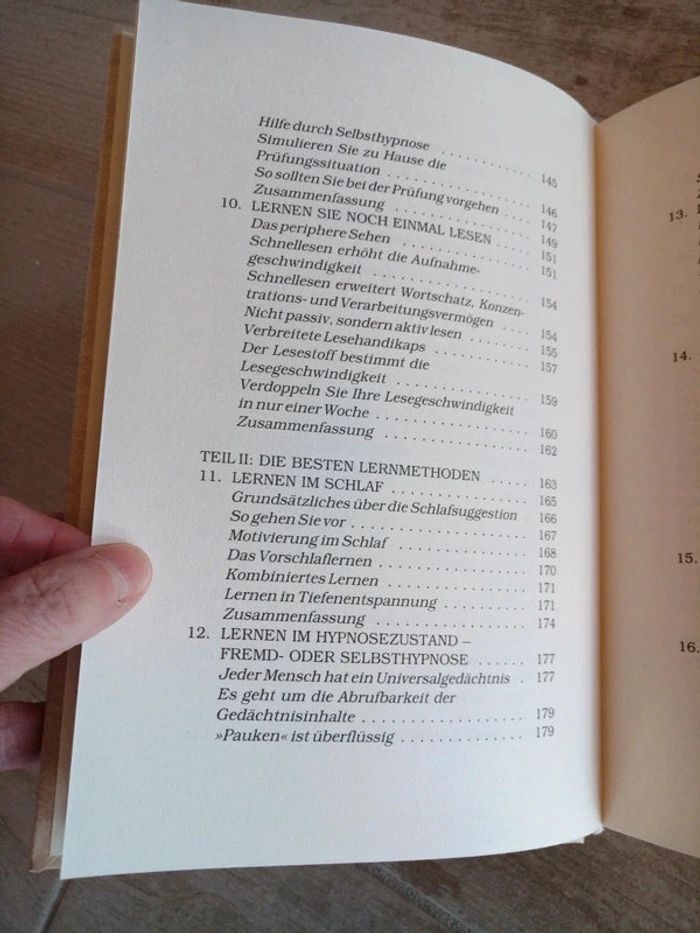 Hilfe durch Selbsthypnose . . . . . . . . . . . . 145
Simulieren Sie zu Hause die
Prüfungssituation . . . . . . . . . . . . . . . . 146
So sollten Sie bei der Prüfung vorgehen . . . . 147
Zusammenfassung . . . . . . . . . . . . . . . . 149
10. LERNEN SIE NOCH EINMAL LESEN . . . . . 151
Das periphere Sehen . . . . . . . . . . . . . . . 151
Schnellesen erhöht die Aufnahme-
geschwindigkeit . . . . . . . . . . . . . . . . . 154
Schnellesen erweitert Wortschatz, Konzen-
trations- und Verarbeitungsvermögen . . . . . 154
Nicht passiv, sondern aktiv lesen . . . . . . . . 155
Verbreitete Lesehandikaps . . . . . . . . . . . . 157
Der Lesestoff bestimmt die
Lesegeschwindigkeit . . . . . . . . . . . . . . . 159
Verdoppeln Sie Ihre Lesegeschwindigkeit
in nur einer Woche . . . . . . . . . . . . . . . . 160
Zusammenfassung . . . . . . . . . . . . . . . . 162
TEIL II: DIE BESTEN LERNMETHODEN . . . . . 163
11. LERNEN IM SCHLAF . . . . . . . . . . . . . . . 165
Grundsätzliches über die Schlafsuggestion . 166
So gehen Sie vor . . . . . . . . . . . . . . . . . . 167
Motivierung im Schlaf . . . . . . . . . . . . . . 168
Das Vorschlaflernen . . . . . . . . . . . . . . . 170
Kombiniertes Lernen . . . . . . . . . . . . . . . 171
Lernen in Tiefenentspannung . . . . . . . . . . 171
Zusammenfassung . . . . . . . . . . . . . . . . 174
12. LERNEN IM HYPNOSEZUSTAND –
FREMD- ODER SELBSTHYPNOSE . . . . . . 177
Jeder Mensch hat ein Universalgedächtnis . 177
Es geht um die Abrufbarkeit der
Gedächtnisinhalte . . . . . . . . . . . . . . . . . 179
»Pauken« ist überflüssig . . . . . . . . . . . . . 179
13.
14.
15.
16.